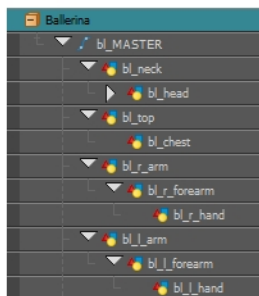 Ballerina
bl_MASTER
bl_neck
bl_head
bl_top
bl_chest
bl_r_arm
bl_r_forearm
bl_r_hand
bl_l_arm
bl_l_forearm
bl_l_hand